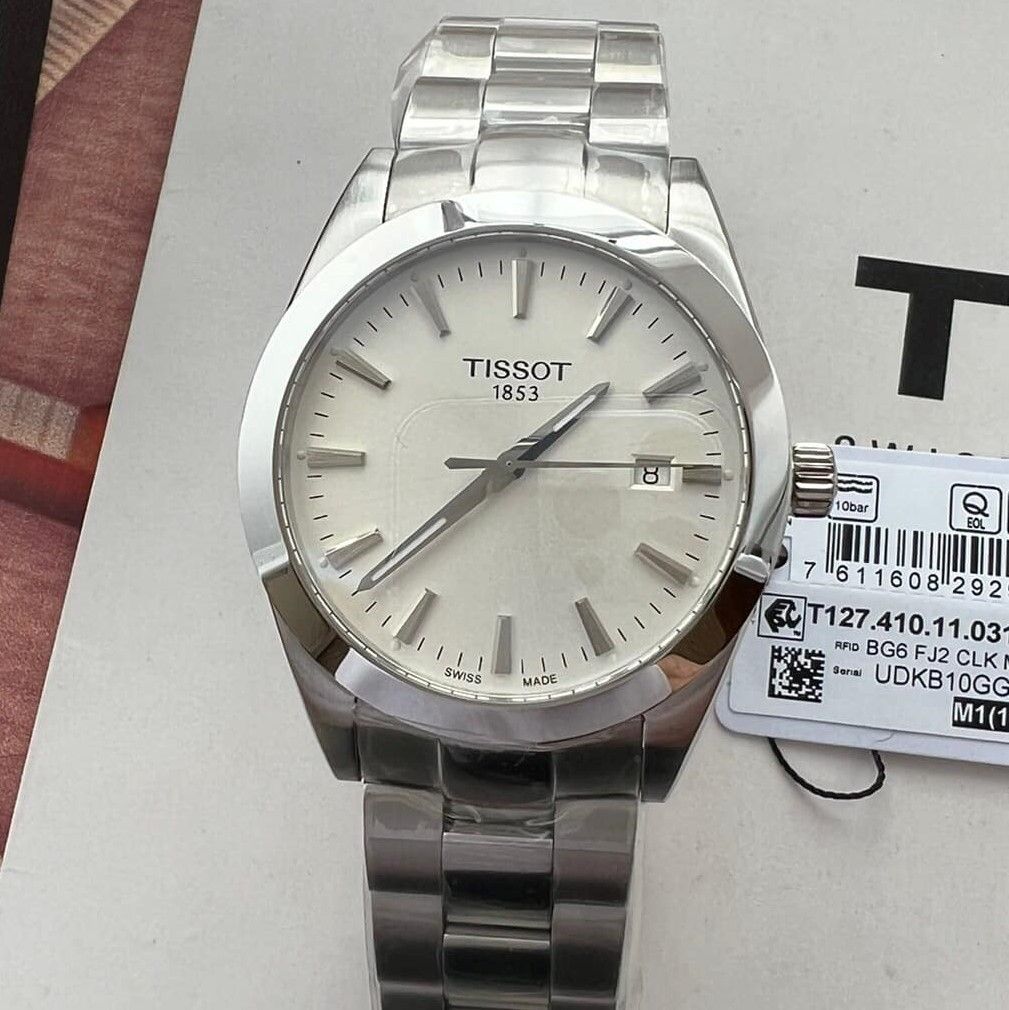 TISSOT
1853
8
SWISS MADE
T
10bar
Q
EOL
7 611608 292
T127.410.11.031
RFID BG6 FJ2 CLK
Serial UDKB10GG
M1(1